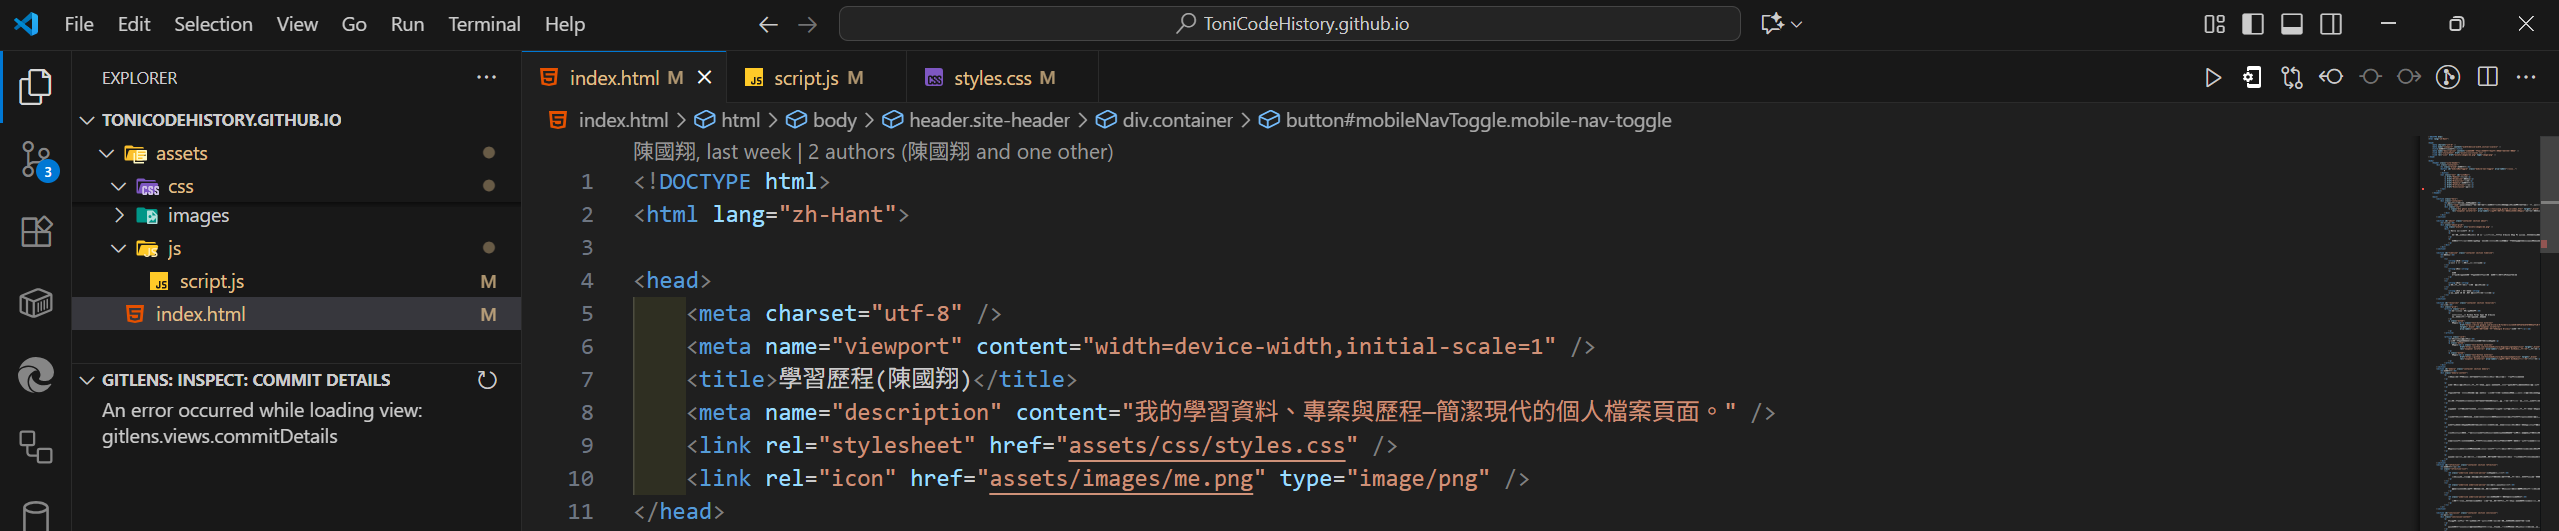 File Edit Selection View Go Run Terminal Help
ToniCodeHistory.github.io
EXPLORER
TONICODEHISTORY.GITHUB.IO
assets
css
images
js
script.js M
index.html M
3
GITLENS: INSPECT: COMMIT DETAILS
An error occurred while loading view:
gitlens.views.commitDetails
index.html M script.js M styles.css M
index.html > html > body > header.site-header > div.container > button#mobileNavToggle.mobile-nav-toggle
陳國翔, last week | 2 authors (陳國翔 and one other)
1 <!DOCTYPE html>
2 <html lang="zh-Hant">
3
4 <head>
5 <meta charset="utf-8" />
6 <meta name="viewport" content="width=device-width,initial-scale=1" />
7 <title>學習歷程(陳國翔)</title>
8 <meta name="description" content="我的學習資料、專案與歷程—簡潔現代的個人檔案頁面。" />
9 <link rel="stylesheet" href="assets/css/styles.css" />
10 <link rel="icon" href="assets/images/me.png" type="image/png" />
11 </head>